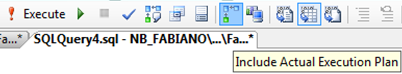 Execute
Fa...*
SQLQuery4.sql - NB_FABIANO\...\Fa...*
Include Actual Execution Plan